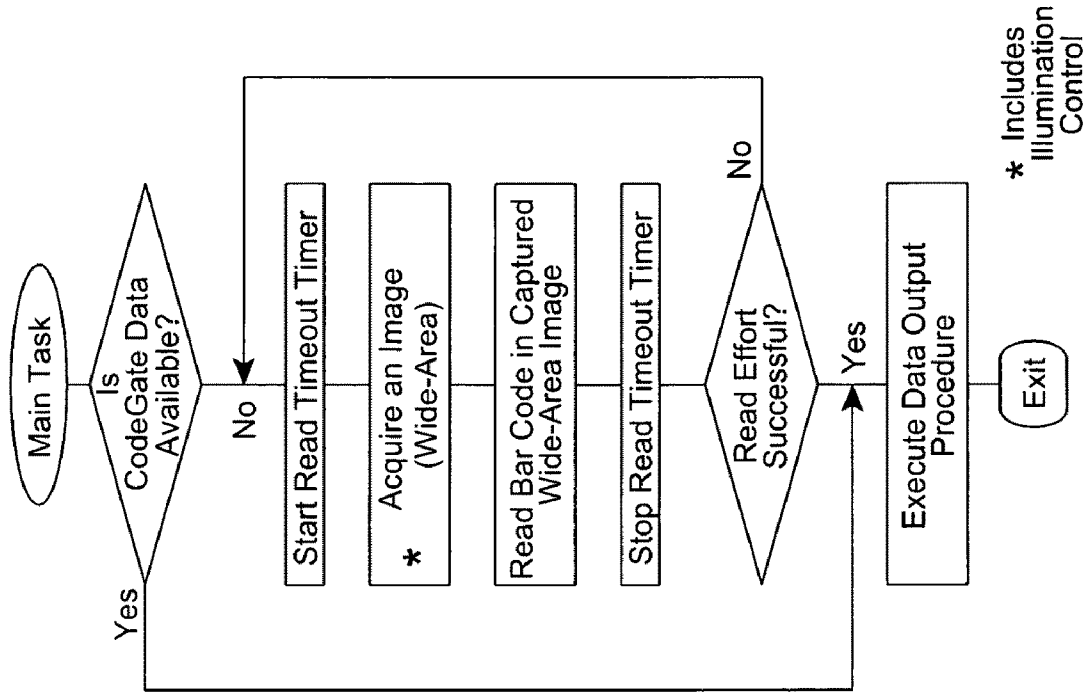 Main Task
Is
CodeGate Data
Available?
Yes
No
Start Read Timeout Timer
* Acquire an Image
(Wide-Area)
Read Bar Code in Captured
Wide-Area Image
Stop Read Timeout Timer
Read Effort
Successful?
No
Yes
Execute Data Output
Procedure
Exit
* Includes
Illumination
Control